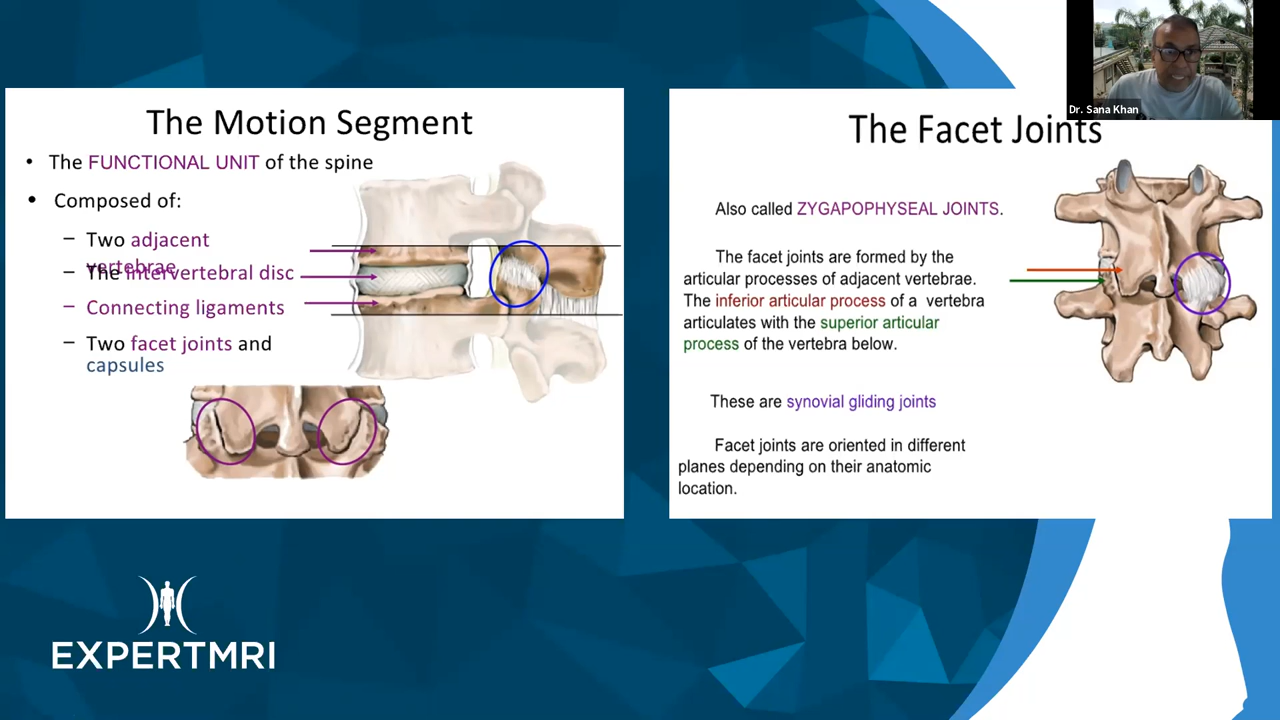 The Motion Segment
• The FUNCTIONAL UNIT of the spine
• Composed of:
– Two adjacent
vertebrae
– The intervertebral disc
– Connecting ligaments
– Two facet joints and
capsules
Dr. Sana Khan
The Facet Joints
Also called ZYGAPOPHYSEAL JOINTS.
The facet joints are formed by the
articular processes of adjacent vertebrae.
The inferior articular process of a vertebra
articulates with the superior articular
process of the vertebra below.
These are synovial gliding joints
Facet joints are oriented in different
planes depending on their anatomic
location.
EXPERTMRI